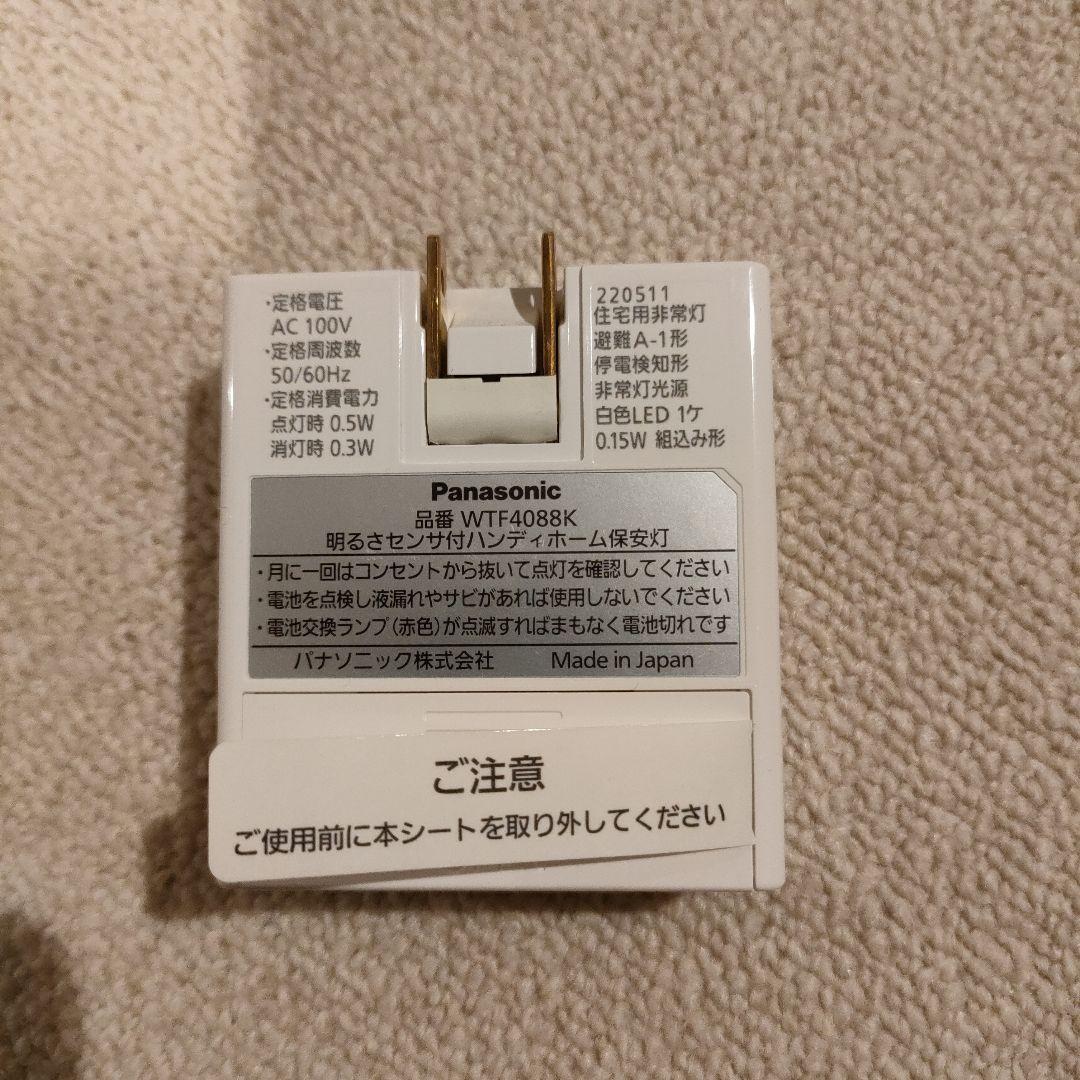 ・定格電圧
AC 100V
・定格周波数
50/60Hz
・定格消費電力
点灯時 0.5W
消灯時 0.3W
220511
住宅用非常灯
避難A-1形
停電検知形
非常灯光源
白色LED 1ケ
0.15W 組込み形
Panasonic
品番 WTF4088K
明るさセンサ付ハンディホーム保安灯
・月に一回はコンセントから抜いて点灯を確認してください
・電池を点検し液漏れやサビがあれば使用しないでください
・電池交換ランプ(赤色)が点滅すればまもなく電池切れです
パナソニック株式会社 Made in Japan
ご注意
ご使用前に本シートを取り外してください